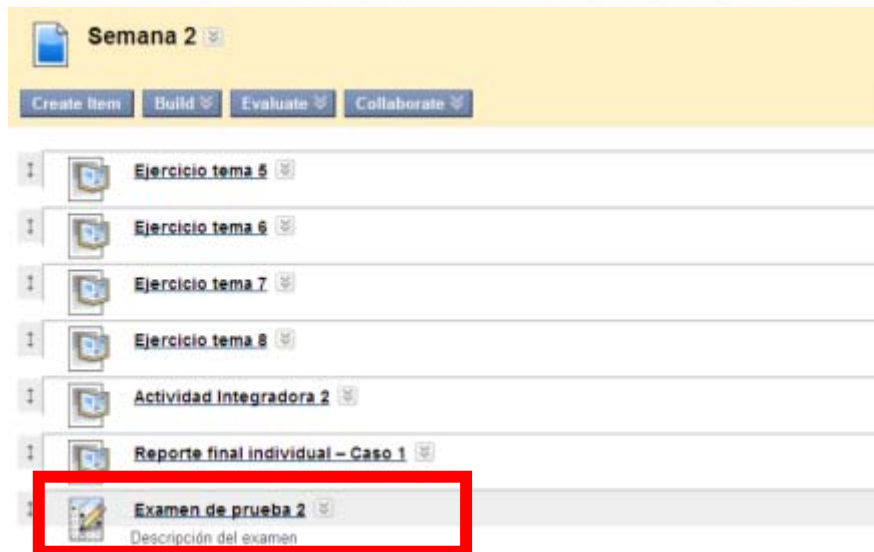 Semana 2
Create Item Build Evaluate Collaborate
Ejercicio tema 5
Ejercicio tema 6
Ejercicio tema 7
Ejercicio tema 8
Actividad Integradora 2
Reporte final individual – Caso 1
Examen de prueba 2
Descripción del examen